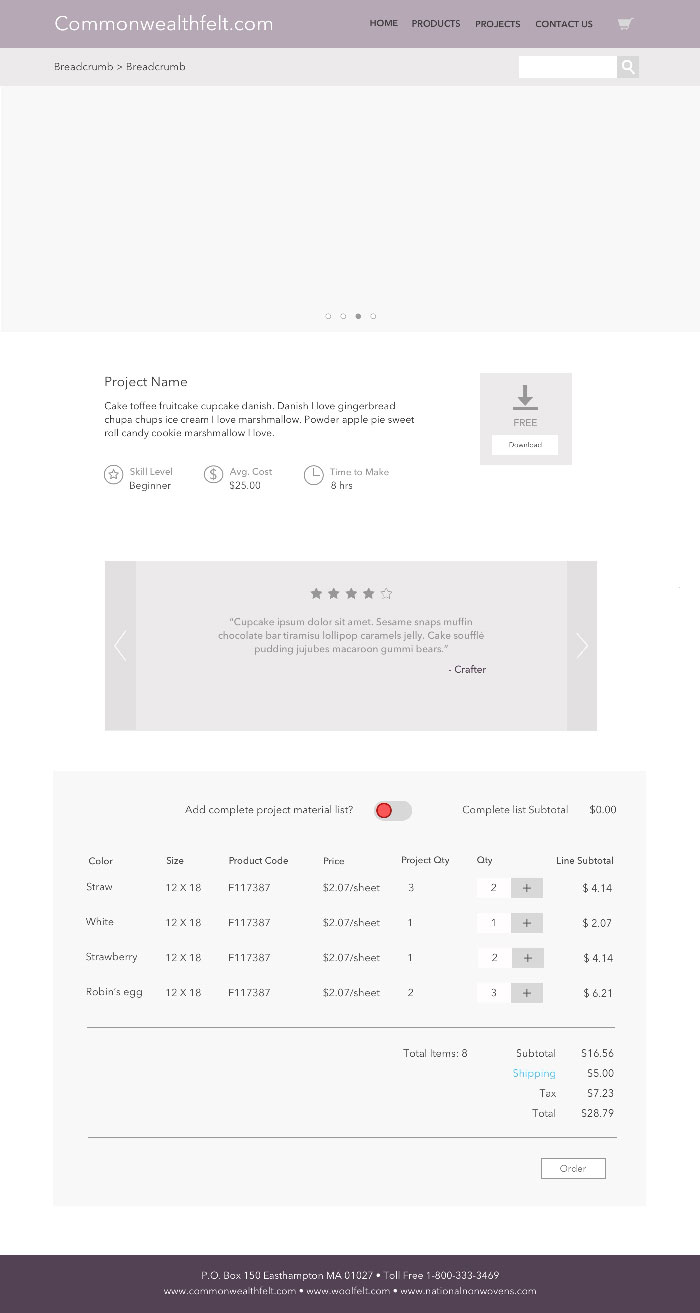 Commonwealthfelt.com
HOME PRODUCTS PROJECTS CONTACT US
Breadcrumb > Breadcrumb
Project Name
Cake toffee fruitcake cupcake danish. Danish I love gingerbread
chupa chups ice cream I love marshmallow. Powder apple pie sweet
roll candy cookie marshmallow I love.
FREE
Download
Skill Level
Beginner
$
Avg. Cost
$25.00
Time to Make
8 hrs
"Cupcake ipsum dolor sit amet. Sesame snaps muffin
chocolate bar tiramisu lollipop caramels jelly. Cake soufflé
pudding jujubes macaroon gummi bears."
- Crafter
Add complete project material list? Complete list Subtotal $0.00
Color Size Product Code Price Project Qty Qty Line Subtotal
Straw 12 X 18 F117387 $2.07/sheet 3 2 + $ 4.14
White 12 X 18 F117387 $2.07/sheet 1 1 + $ 2.07
Strawberry 12 X 18 F117387 $2.07/sheet 1 2 + $ 4.14
Robin's egg 12 X 18 F117387 $2.07/sheet 2 3 + $ 6.21
Total Items: 8 Subtotal $16.56
Shipping $5.00
Tax $7.23
Total $28.79
Order
P.O. Box 150 Easthampton MA 01027 • Toll Free 1-800-333-3469
www.commonwealthfelt.com • www.woolfelt.com • www.nationalnonwovens.com